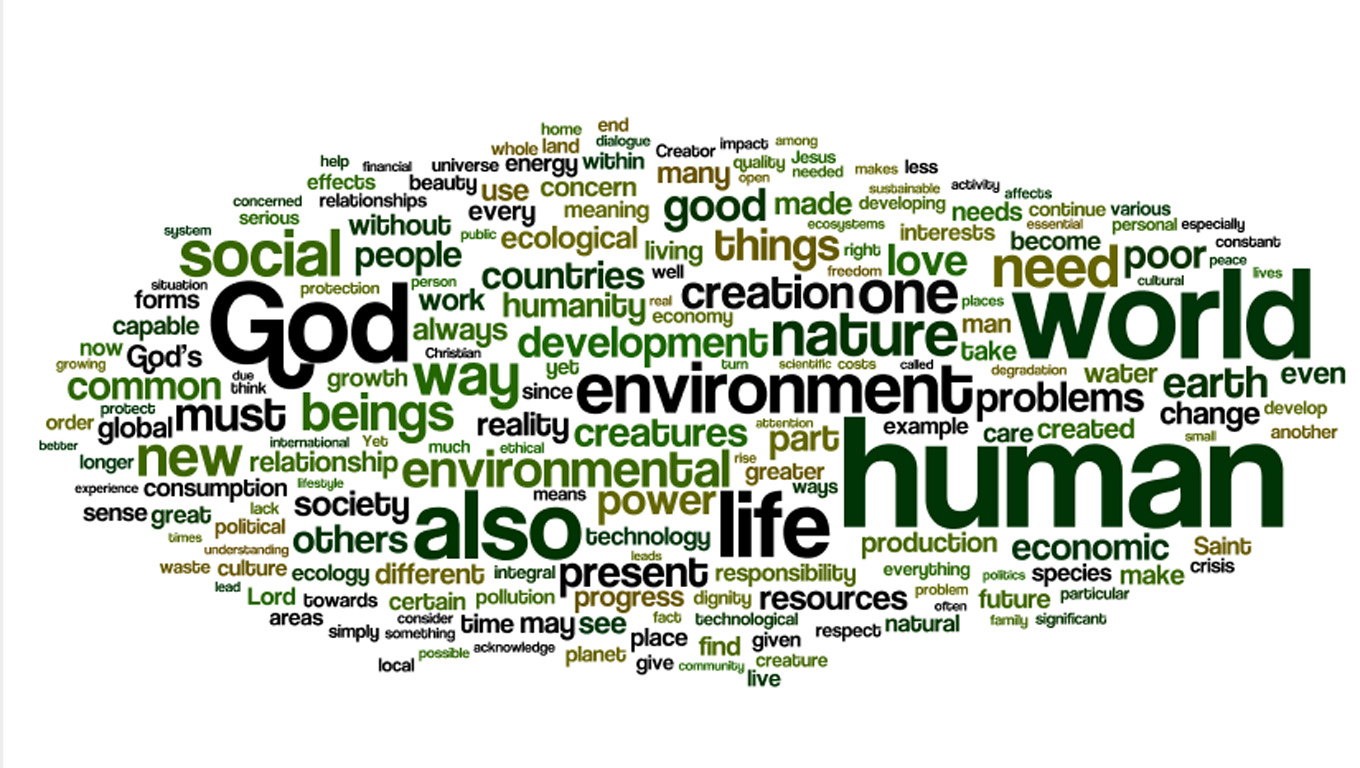 home end
whole land dialogue Creator impact among
help financial universe energy within many quality Jesus needed makes less
effects beauty use concern open sustainable activity affects
concerned relationships every meaning good made developing needs continue various
serious without ecosystems essential personal especially
system social people public ecological living things right interests become poor constant
countries well freedom love need cultural peace lives
situation protection person
forms God work humanity real creation one places world
capable always economy man
now God's Christian development nature take
growing due think growth way yet turn scientific costs called degradation water earth even
common since environment problems
protect must beings change develop
order global reality creatures attention part example care created small another
better international Yet much ethical
longer new relationship environmental rise greater human
experience consumption lifestyle means power ways
sense great lack society also life
times political others technology production economic Saint
understanding leads
waste culture ecology different integral present responsibility everything politics species make crisis
lead Lord towards certain pollution progress dignity resources problem often future particular
areas consider time may see fact technological natural family significant
simply something place find given respect
local possible acknowledge planet give community creature
live